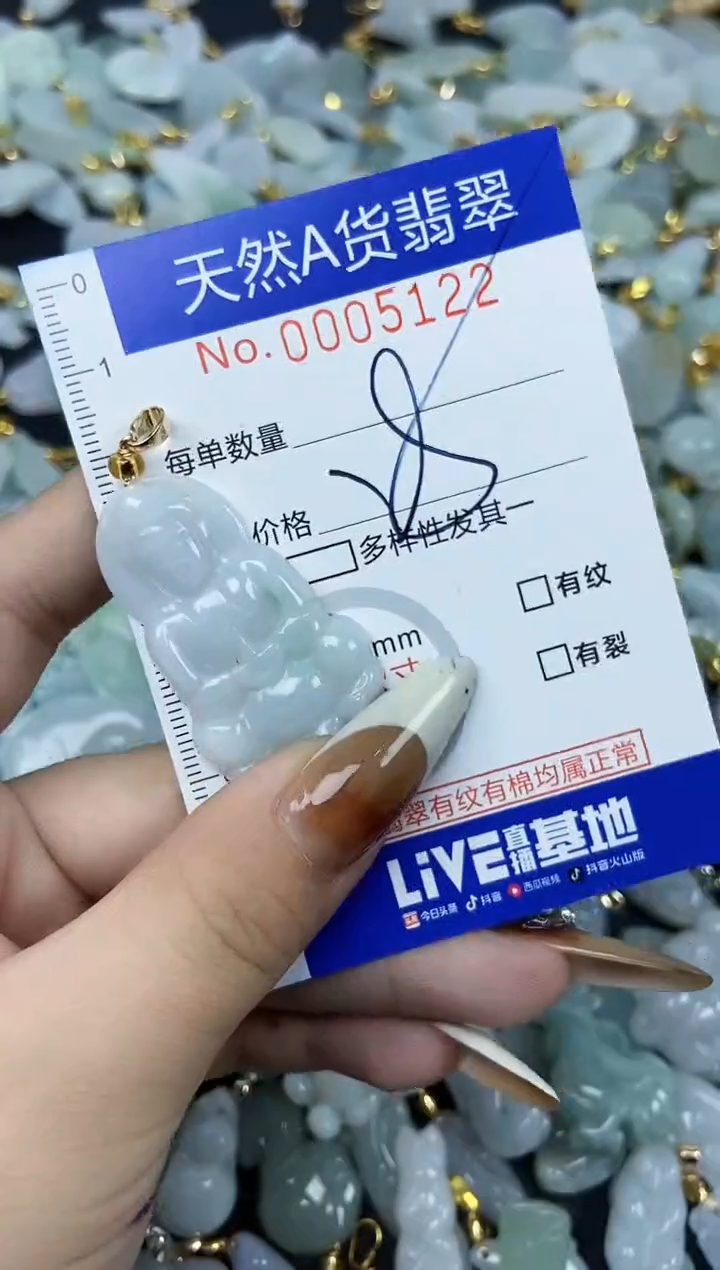 天然A货翡翠
0
No.0005122
1
每单数量
价格
多样性发其一
有纹
mm
寸
有裂
翡翠有纹有棉均属正常
LiVE直播基地
今日头条 抖音 西瓜视频 抖音火山版